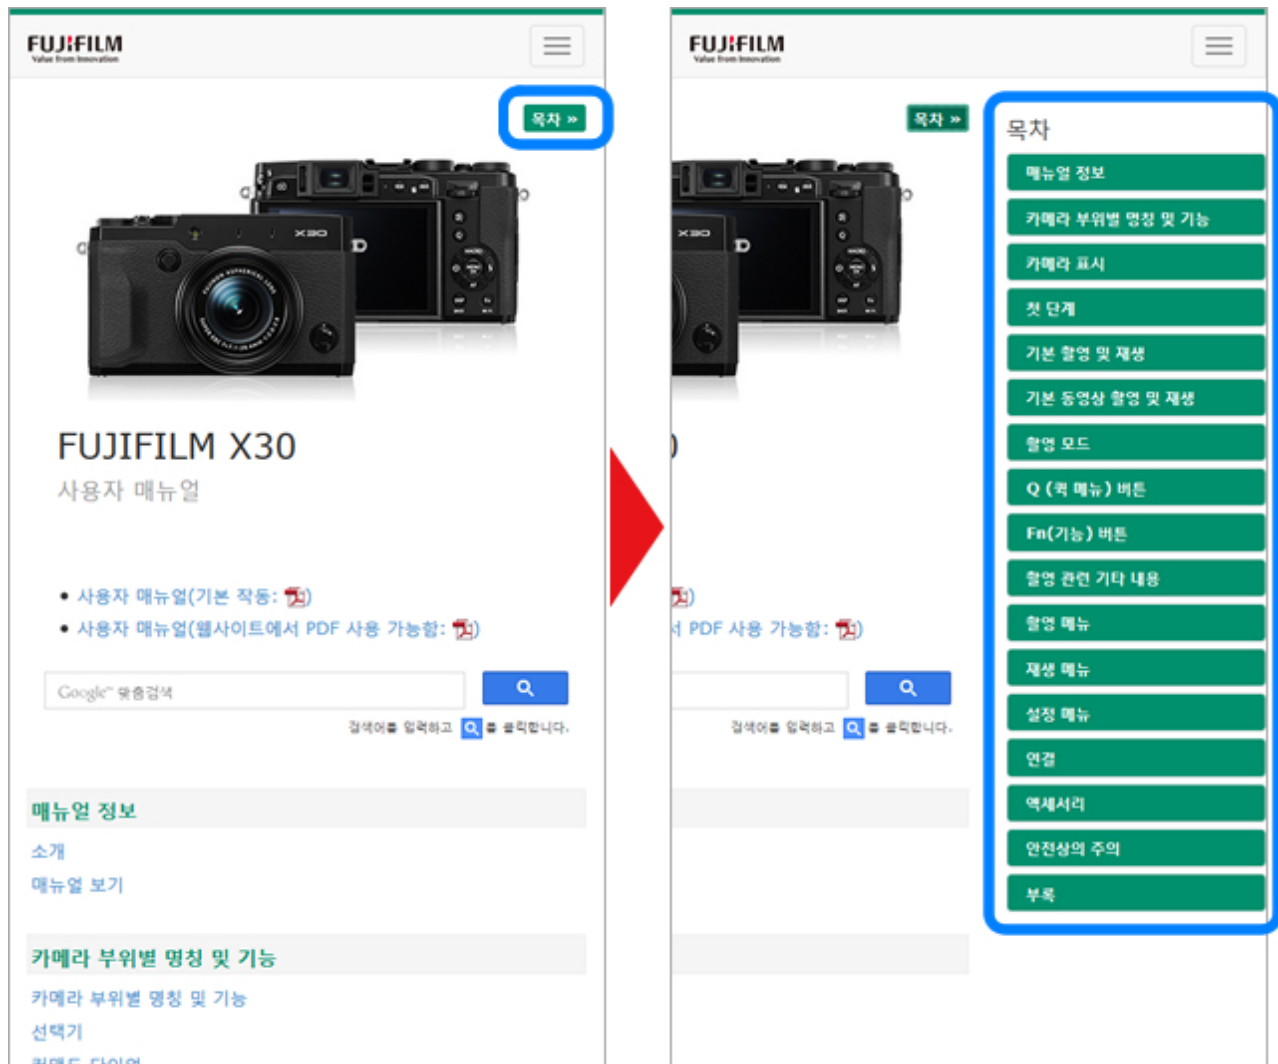 FUJIFILM
Value from Innovation
목차 »
X30
FUJIFILM X30
사용자 매뉴얼
• 사용자 매뉴얼(기본 작동: )
• 사용자 매뉴얼(웹사이트에서 PDF 사용 가능함: )
Google™ 맞춤검색
검색어를 입력하고 를 클릭합니다.
매뉴얼 정보
소개
매뉴얼 보기
카메라 부위별 명칭 및 기능
카메라 부위별 명칭 및 기능
선택기
커맨드 다이얼
FUJIFILM
Value from Innovation
목차 »
X30
)
서 PDF 사용 가능함: )
검색어를 입력하고 를 클릭합니다.
목차
매뉴얼 정보
카메라 부위별 명칭 및 기능
카메라 표시
첫 단계
기본 촬영 및 재생
기본 동영상 촬영 및 재생
촬영 모드
Q (퀵 메뉴) 버튼
Fn(기능) 버튼
촬영 관련 기타 내용
촬영 메뉴
재생 메뉴
설정 메뉴
연결
액세서리
안전상의 주의
부록